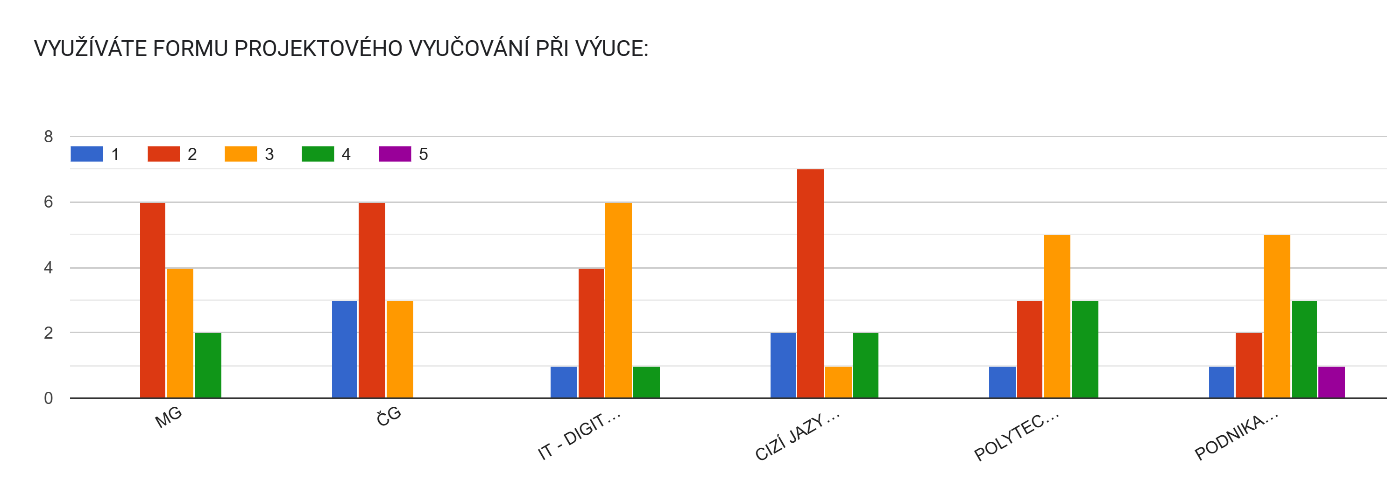 VYUŽÍVÁTE FORMU PROJEKTOVÉHO VYUČOVÁNÍ PŘI VÝUCE:
8
1 2 3 4 5
6
4
2
0
MG ČG IT - DIGIT... CIZÍ JAZY... POLYTEC... PODNIKA...